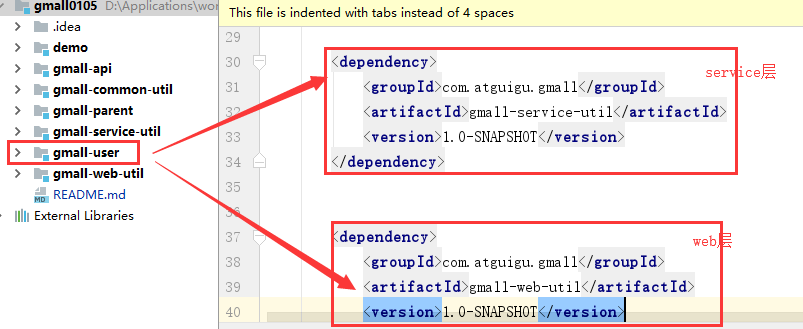 gmall0105 D:\Applications\wor
.idea
demo
gmall-api
gmall-common-util
gmall-parent
gmall-service-util
gmall-user
gmall-web-util
README.md
External Libraries
This file is indented with tabs instead of 4 spaces
29
30 <dependency>
31 <groupId>com.atguigu.gmall</groupId>
32 <artifactId>gmall-service-util</artifactId>
33 <version>1.0-SNAPSHOT</version>
34 </dependency>
service层
35
36
37 <dependency>
38 <groupId>com.atguigu.gmall</groupId>
39 <artifactId>gmall-web-util</artifactId>
40 <version>1.0-SNAPSHOT</version>
web层